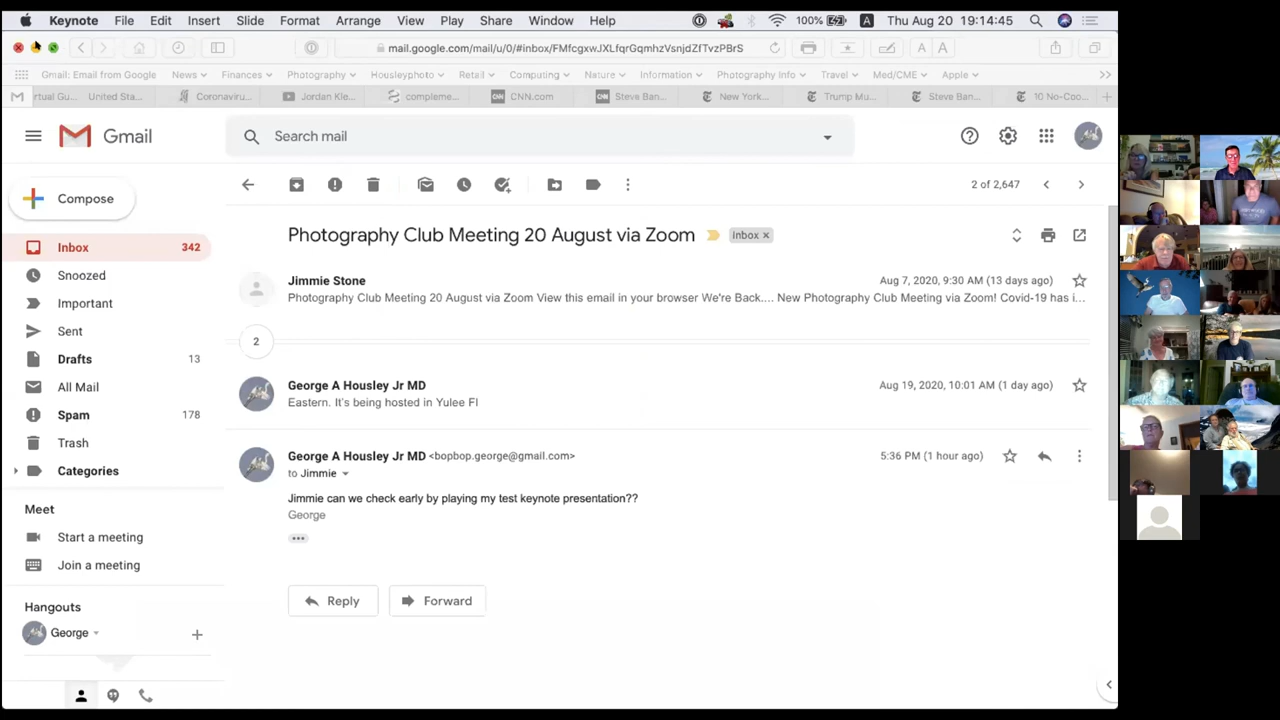 Keynote File Edit Insert Slide Format Arrange View Play Share Window Help 100% A Thu Aug 20 19:14:45
mail.google.com/mail/u/0/#inbox/FMfcgxwJXLfqrGqmhzVsnjdZfTvzPBrS A A
Gmail: Email from Google News Finances Photography Housleyphoto Retail Computing Nature Information Photography Info Travel Med/CME Apple
rtual Gu... United Sta... Coronaviru... Jordan Kle... compleme... CNN.com Steve Ban... New York... Trump Mu... Steve Ban... 10 No-Coo...
Gmail
Search mail
Compose
2 of 2,647
Photography Club Meeting 20 August via Zoom Inbox x
Inbox 342
Snoozed
Important
Sent
Drafts 13
All Mail
Spam 178
Trash
Categories
Meet
Start a meeting
Join a meeting
Hangouts
George
Jimmie Stone Aug 7, 2020, 9:30 AM (13 days ago)
Photography Club Meeting 20 August via Zoom View this email in your browser We're Back.... New Photography Club Meeting via Zoom! Covid-19 has i...
2
George A Housley Jr MD Aug 19, 2020, 10:01 AM (1 day ago)
Eastern. It's being hosted in Yulee Fl
George A Housley Jr MD <bopbop.george@gmail.com> 5:36 PM (1 hour ago)
to Jimmie
Jimmie can we check early by playing my test keynote presentation??
George
Reply Forward